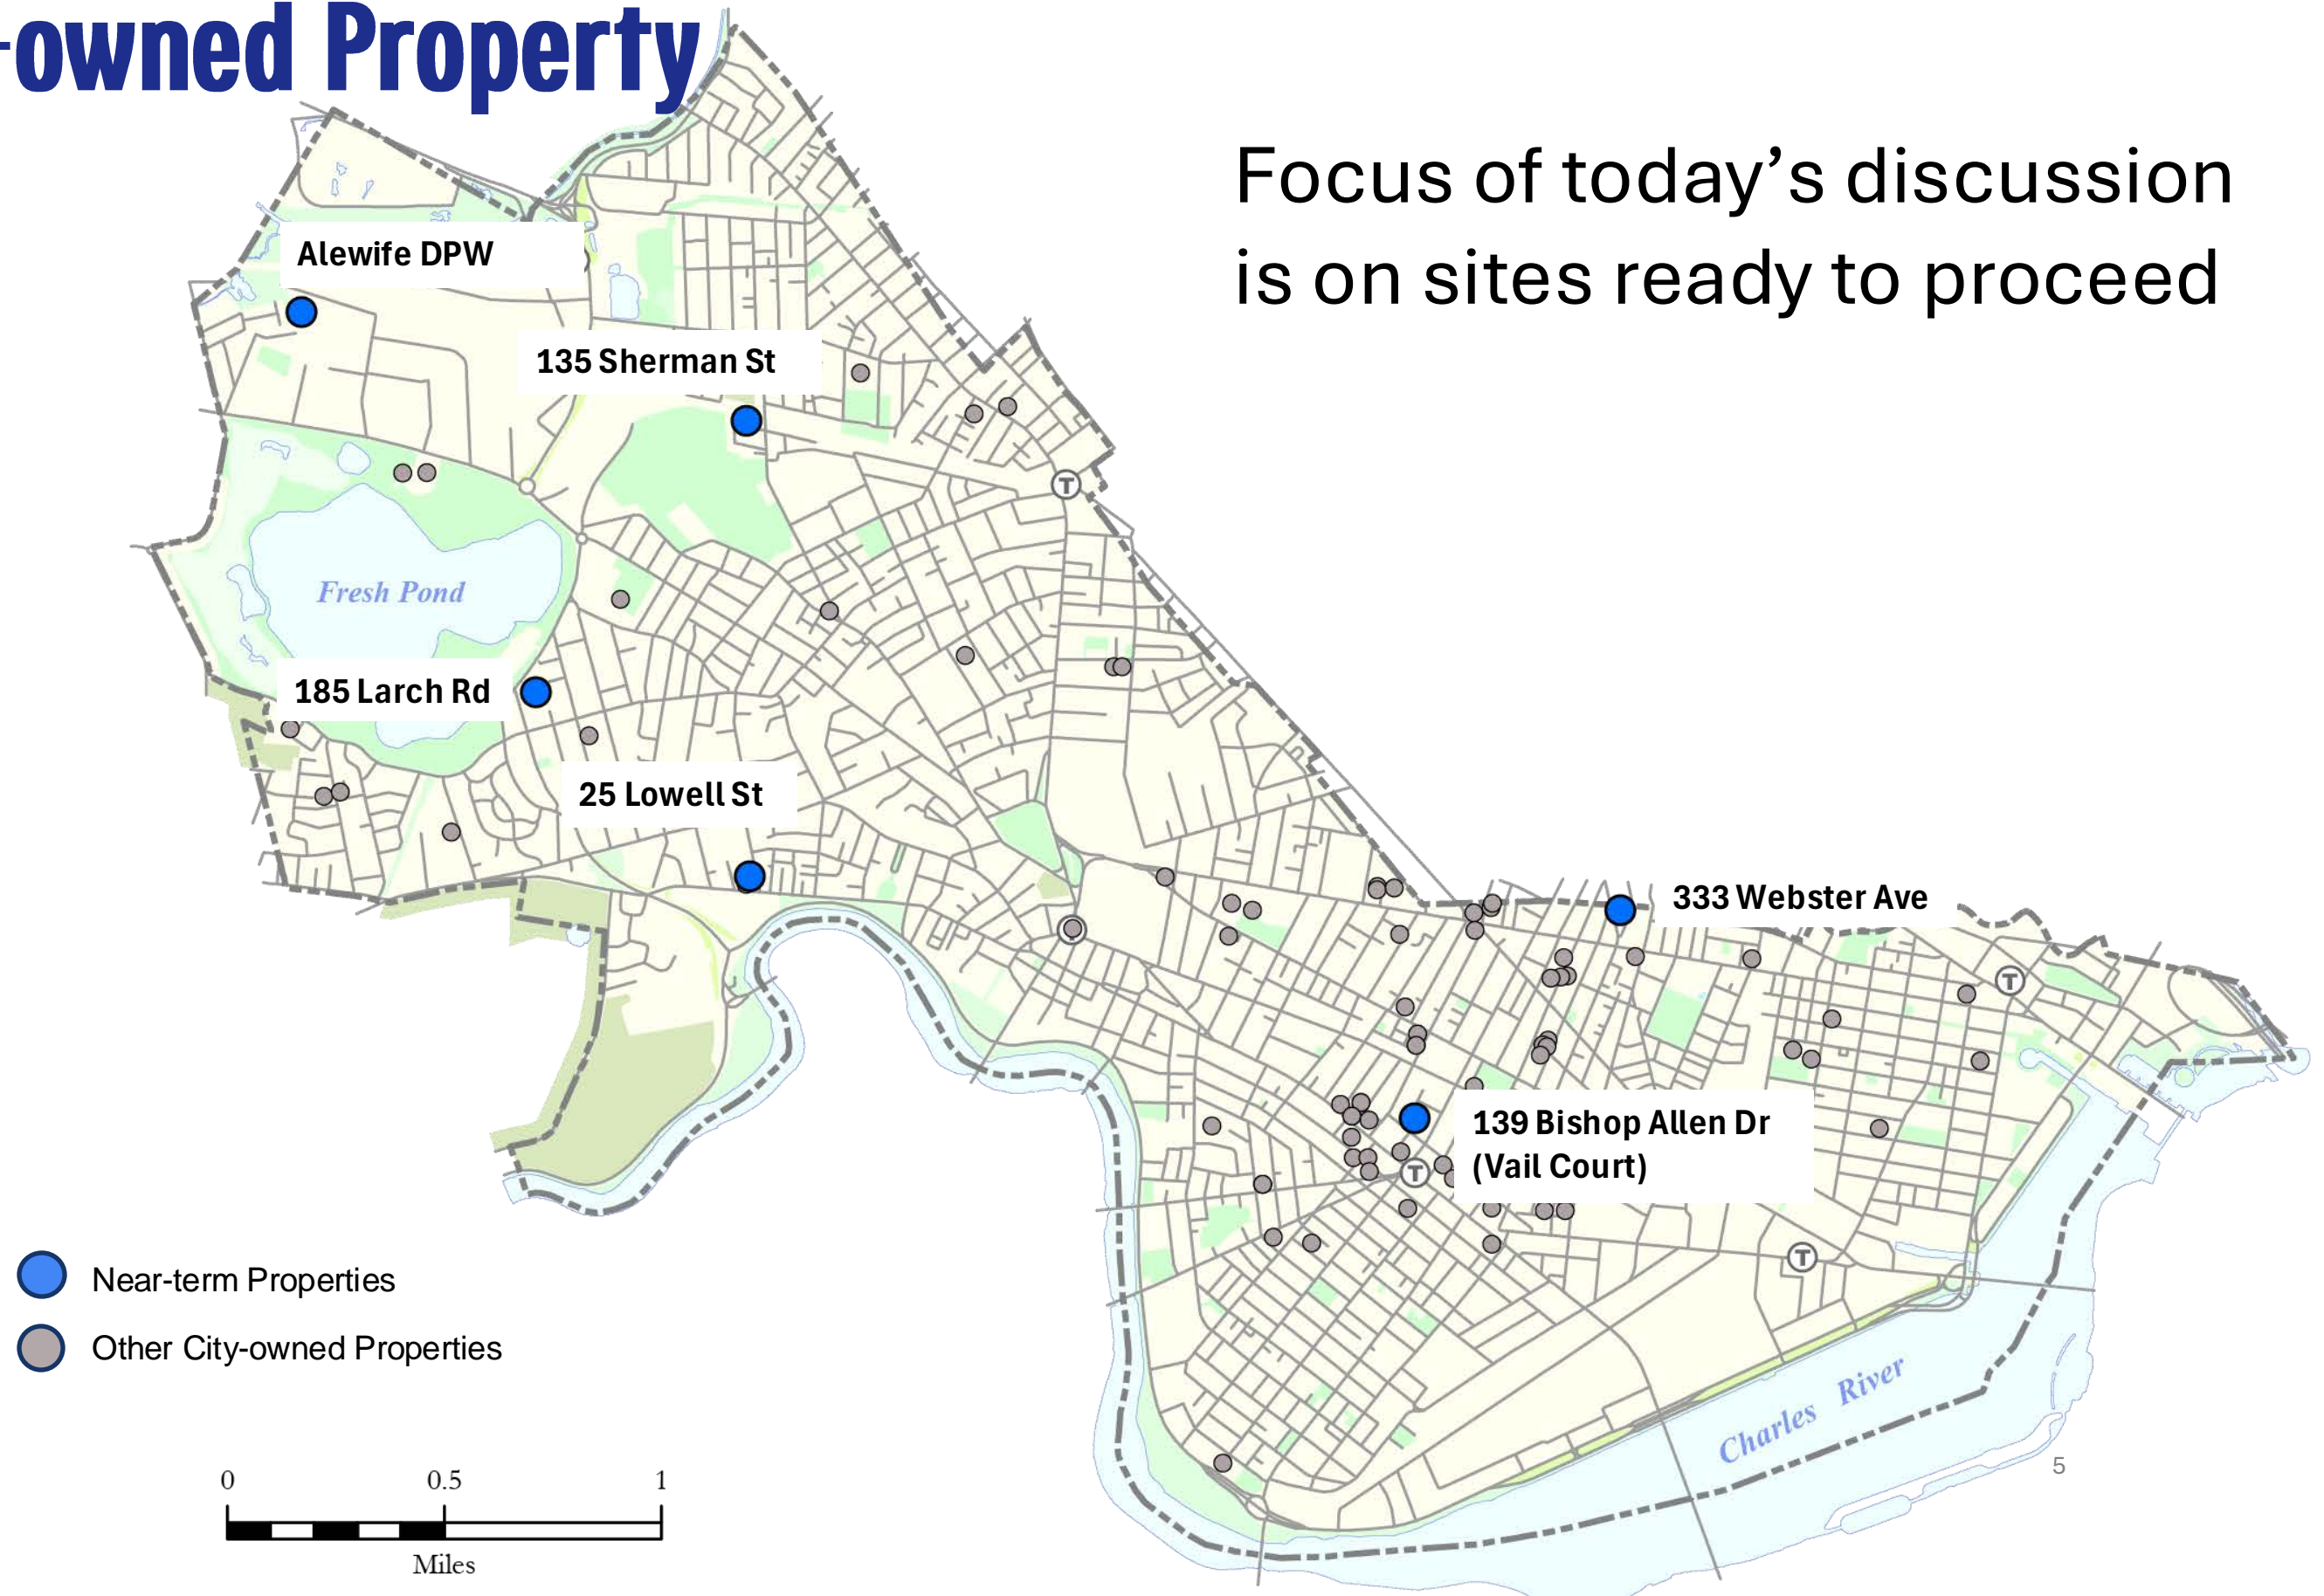 -owned Property
Focus of today’s discussion
is on sites ready to proceed
Alewife DPW
135 Sherman St
T
Fresh Pond
185 Larch Rd
25 Lowell St
333 Webster Ave
T
139 Bishop Allen Dr
(Vail Court)
T
T
Near-term Properties
Other City-owned Properties
Charles River
5
0 0.5 1
Miles